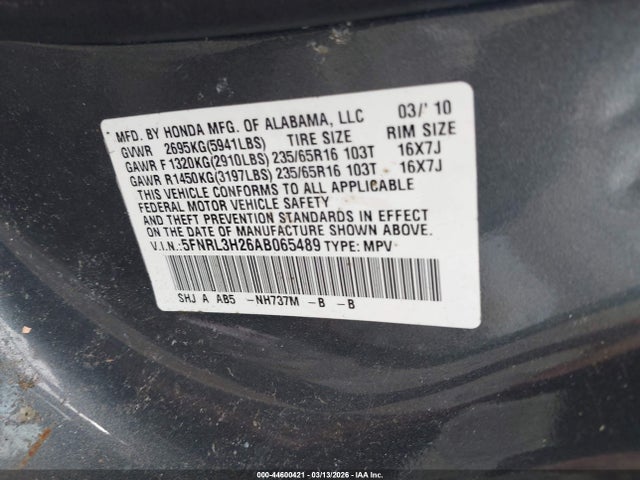 MFD. BY HONDA MFG. OF ALABAMA, LLC 03/'10
GVWR 2695KG(5941LBS) TIRE SIZE RIM SIZE
GAWR F1320KG(2910LBS) 235/65R16 103T 16X7J
GAWR R1450KG(3197LBS) 235/65R16 103T 16X7J
THIS VEHICLE CONFORMS TO ALL APPLICABLE
FEDERAL MOTOR VEHICLE SAFETY
AND THEFT PREVENTION STANDARDS IN EFFECT
ON THE DATE OF MANUFACTURE SHOWN ABOVE.
V.I.N.:5FNRL3H26AB065489 TYPE: MPV
SHJ A AB5 -NH737M -B -B
000-44600421 - 03/13/2026 - IAA Inc.